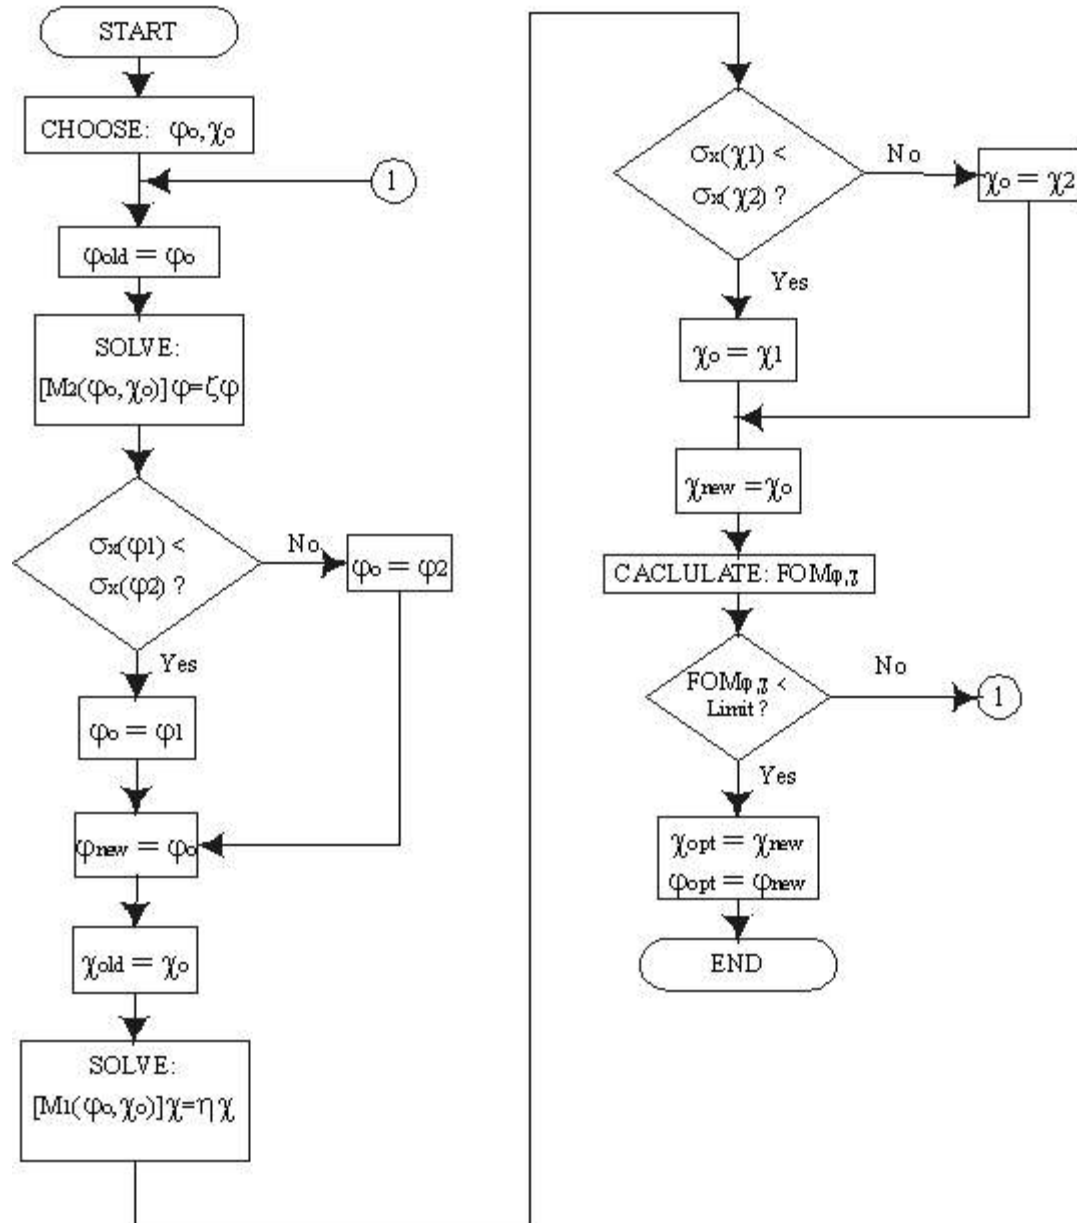 START
CHOOSE: φo,χo
1
φold = φo
SOLVE:
[M2(φo,χo)]φ=ζφ
σx(φ1) <
σx(φ2) ?
No
φo = φ2
Yes
φo = φ1
φnew = φo
χold = χo
SOLVE:
[M1(φo,χo)]χ=ηχ
σx(χ1) <
σx(χ2) ?
No
χo = χ2
Yes
χo = χ1
χnew = χo
CACLULATE: FOMφ,χ
FOMφ,χ <
Limit ?
No
1
Yes
χopt = χnew
φopt = φnew
END